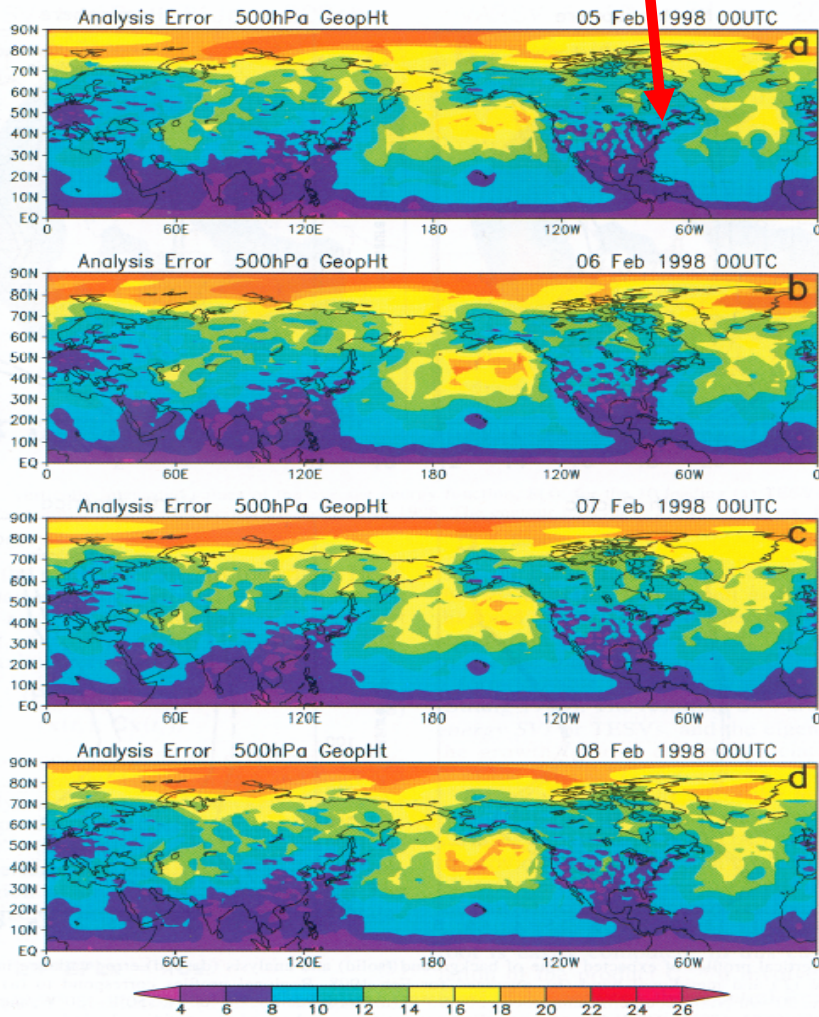 Analysis Error 500hPa GeopHt 05 Feb 1998 00UTC
a
90N
80N
70N
60N
50N
40N
30N
20N
10N
EQ
0 60E 120E 180 120W 60W 0
Analysis Error 500hPa GeopHt 06 Feb 1998 00UTC
b
90N
80N
70N
60N
50N
40N
30N
20N
10N
EQ
0 60E 120E 180 120W 60W 0
Analysis Error 500hPa GeopHt 07 Feb 1998 00UTC
c
90N
80N
70N
60N
50N
40N
30N
20N
10N
EQ
0 60E 120E 180 120W 60W 0
Analysis Error 500hPa GeopHt 08 Feb 1998 00UTC
d
90N
80N
70N
60N
50N
40N
30N
20N
10N
EQ
0 60E 120E 180 120W 60W 0
4 6 8 10 12 14 16 18 20 22 24 26